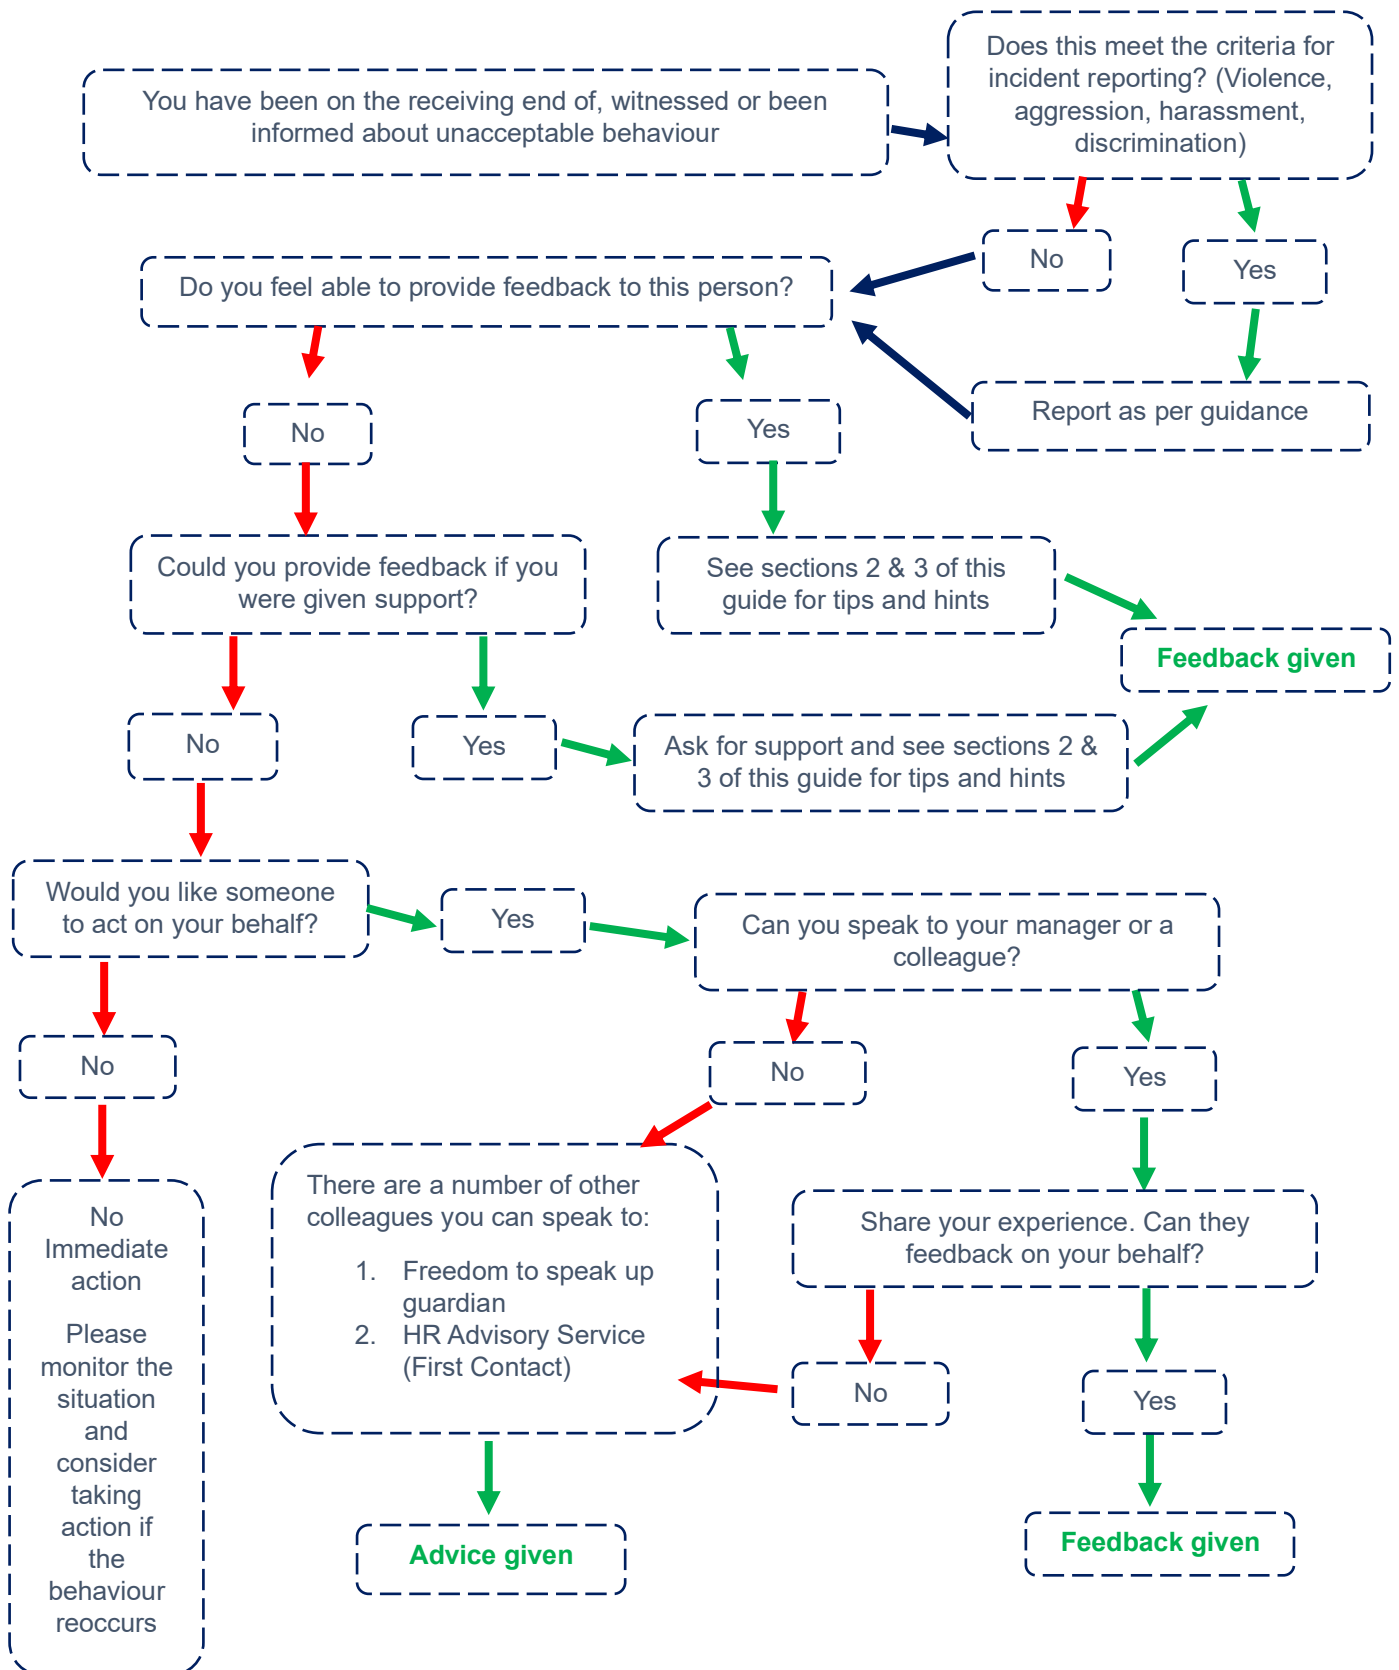 You have been on the receiving end of, witnessed or been
informed about unacceptable behaviour
Does this meet the criteria for
incident reporting? (Violence,
aggression, harassment,
discrimination)
No
Yes
Do you feel able to provide feedback to this person?
Report as per guidance
No
Yes
Could you provide feedback if you
were given support?
See sections 2 & 3 of this
guide for tips and hints
Feedback given
No
Yes
Ask for support and see sections 2 &
3 of this guide for tips and hints
Would you like someone
to act on your behalf?
Yes
Can you speak to your manager or a
colleague?
No
No
Yes
There are a number of other
colleagues you can speak to:
1. Freedom to speak up
guardian
2. HR Advisory Service
(First Contact)
Share your experience. Can they
feedback on your behalf?
No
Yes
No
Immediate
action
Please
monitor the
situation
and
consider
taking
action if
the
behaviour
reoccurs
Advice given
Feedback given